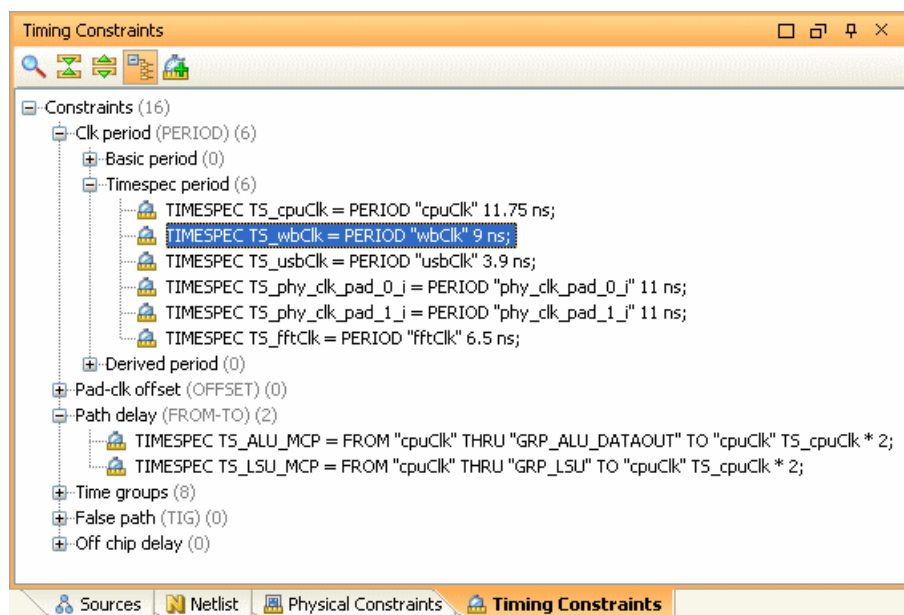 Timing Constraints
Constraints (16)
Clk period (PERIOD) (6)
Basic period (0)
Timespec period (6)
TIMESPEC TS_cpuClk = PERIOD "cpuClk" 11.75 ns;
TIMESPEC TS_wbClk = PERIOD "wbClk" 9 ns;
TIMESPEC TS_usbClk = PERIOD "usbClk" 3.9 ns;
TIMESPEC TS_phy_clk_pad_0_i = PERIOD "phy_clk_pad_0_i" 11 ns;
TIMESPEC TS_phy_clk_pad_1_i = PERIOD "phy_clk_pad_1_i" 11 ns;
TIMESPEC TS_fftClk = PERIOD "fftClk" 6.5 ns;
Derived period (0)
Pad-clk offset (OFFSET) (0)
Path delay (FROM-TO) (2)
TIMESPEC TS_ALU_MCP = FROM "cpuClk" THRU "GRP_ALU_DATAOUT" TO "cpuClk" TS_cpuClk * 2;
TIMESPEC TS_LSU_MCP = FROM "cpuClk" THRU "GRP_LSU" TO "cpuClk" TS_cpuClk * 2;
Time groups (8)
False path (TIG) (0)
Off chip delay (0)
Sources Netlist Physical Constraints Timing Constraints